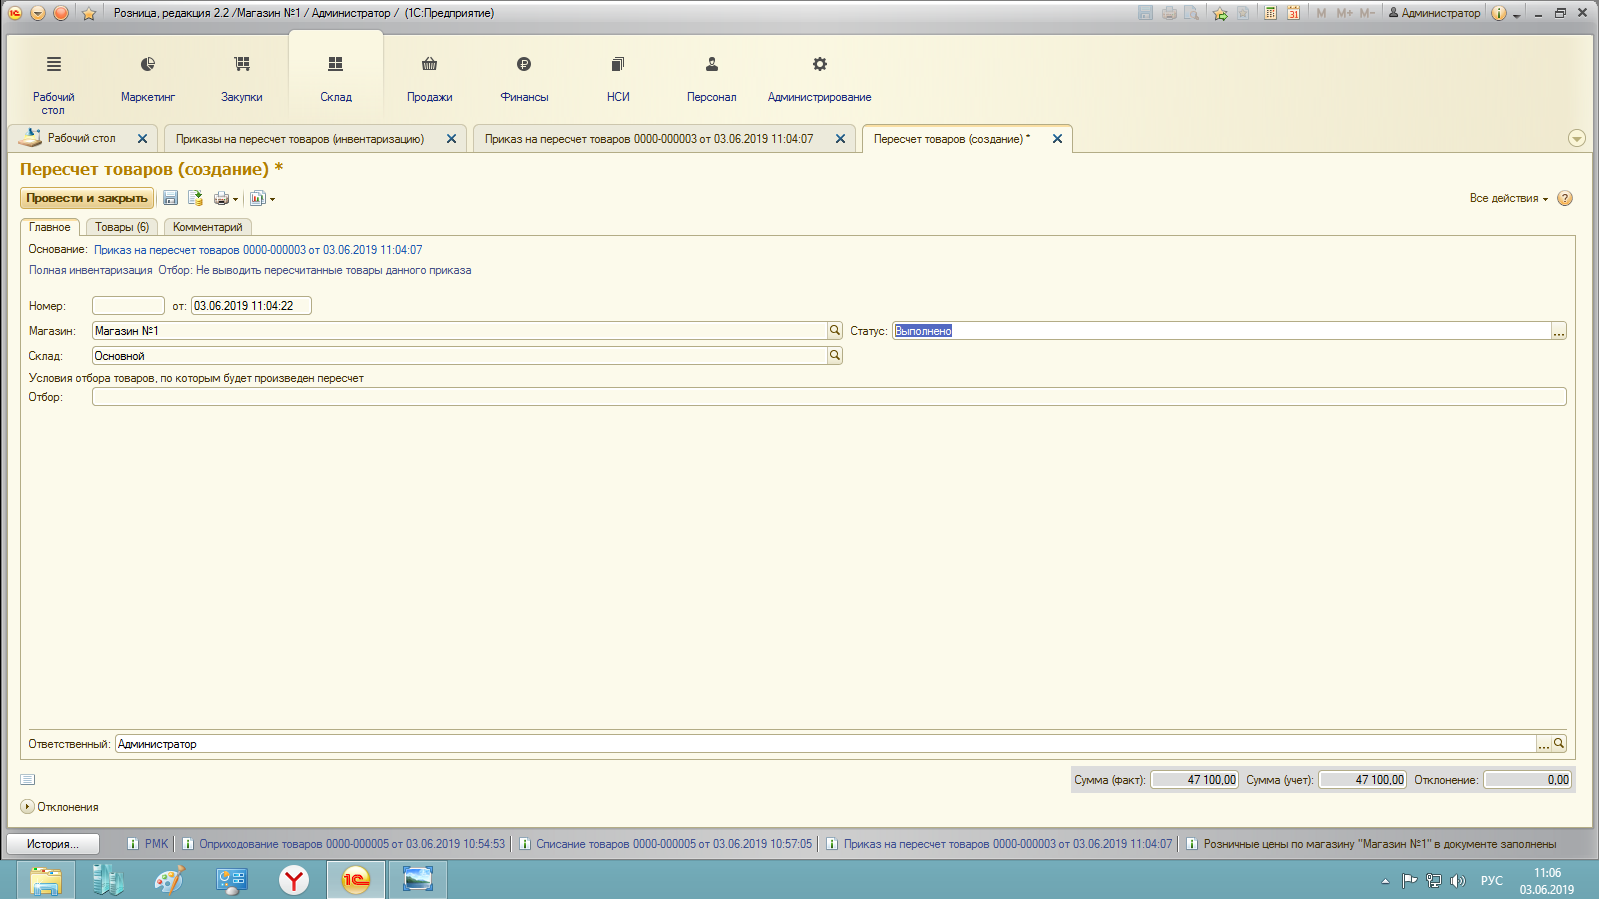 Розница, редакция 2.2 /Магазин №1 / Администратор / (1С:Предприятие)
31 M M+ M- Администратор
Рабочий стол
Маркетинг
Закупки
Склад
Продажи
Финансы
НСИ
Персонал
Администрирование
Рабочий стол
Приказы на пересчет товаров (инвентаризацию)
Приказ на пересчет товаров 0000-000003 от 03.06.2019 11:04:07
Пересчет товаров (создание) *
Пересчет товаров (создание) *
Провести и закрыть
Все действия
?
Главное
Товары (6)
Комментарий
Основание: Приказ на пересчет товаров 0000-000003 от 03.06.2019 11:04:07
Полная инвентаризация Отбор: Не выводить пересчитанные товары данного приказа
Номер: от: 03.06.2019 11:04:22
Магазин: Магазин №1 Статус: Выполнено ...
Склад: Основной
Условия отбора товаров, по которым будет произведен пересчет
Отбор:
Ответственный: Администратор ...
Сумма (факт): 47 100,00 Сумма (учет): 47 100,00 Отклонение: 0,00
Отклонения
История... РМК Оприходование товаров 0000-000005 от 03.06.2019 10:54:53 Списание товаров 0000-000005 от 03.06.2019 10:57:05 Приказ на пересчет товаров 0000-000003 от 03.06.2019 11:04:07 Розничные цены по магазину "Магазин №1" в документе заполнены
РУС
11:06
03.06.2019